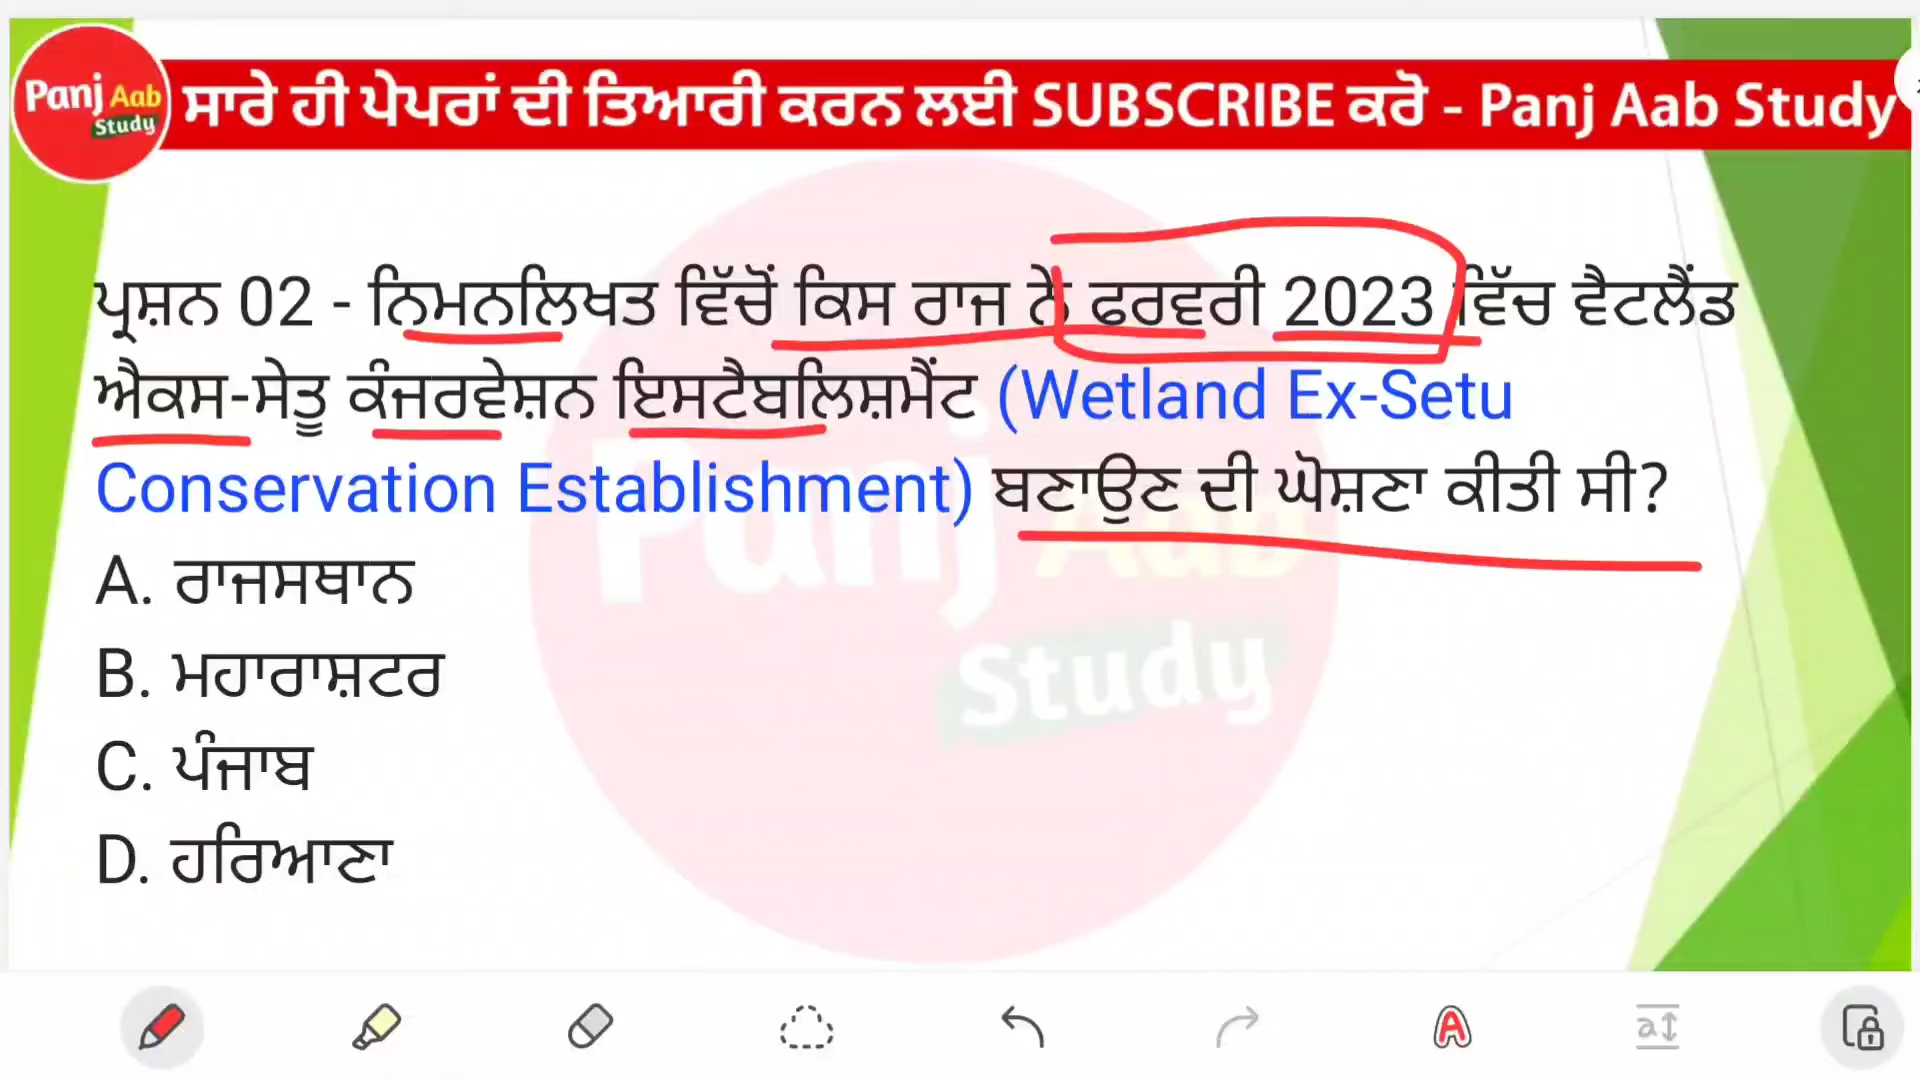 Panj Aab Study
ਸਾਰੇ ਹੀ ਪੇਪਰਾਂ ਦੀ ਤਿਆਰੀ ਕਰਨ ਲਈ SUBSCRIBE ਕਰੋ - Panj Aab Study
ਪ੍ਰਸ਼ਨ 02 - ਨਿਮਨਲਿਖਤ ਵਿੱਚੋਂ ਕਿਸ ਰਾਜ ਨੇ ਫਰਵਰੀ 2023 ਵਿੱਚ ਵੈਟਲੈਂਡ
ਐਕਸ-ਸੇਤੂ ਕੰਜਰਵੇਸ਼ਨ ਇਸਟੈਬਲਿਸ਼ਮੈਂਟ (Wetland Ex-Setu
Conservation Establishment) ਬਣਾਉਣ ਦੀ ਘੋਸ਼ਣਾ ਕੀਤੀ ਸੀ?
A. ਰਾਜਸਥਾਨ
B. ਮਹਾਰਾਸ਼ਟਰ
C. ਪੰਜਾਬ
D. ਹਰਿਆਣਾ
Panj Aab
Study
A
a